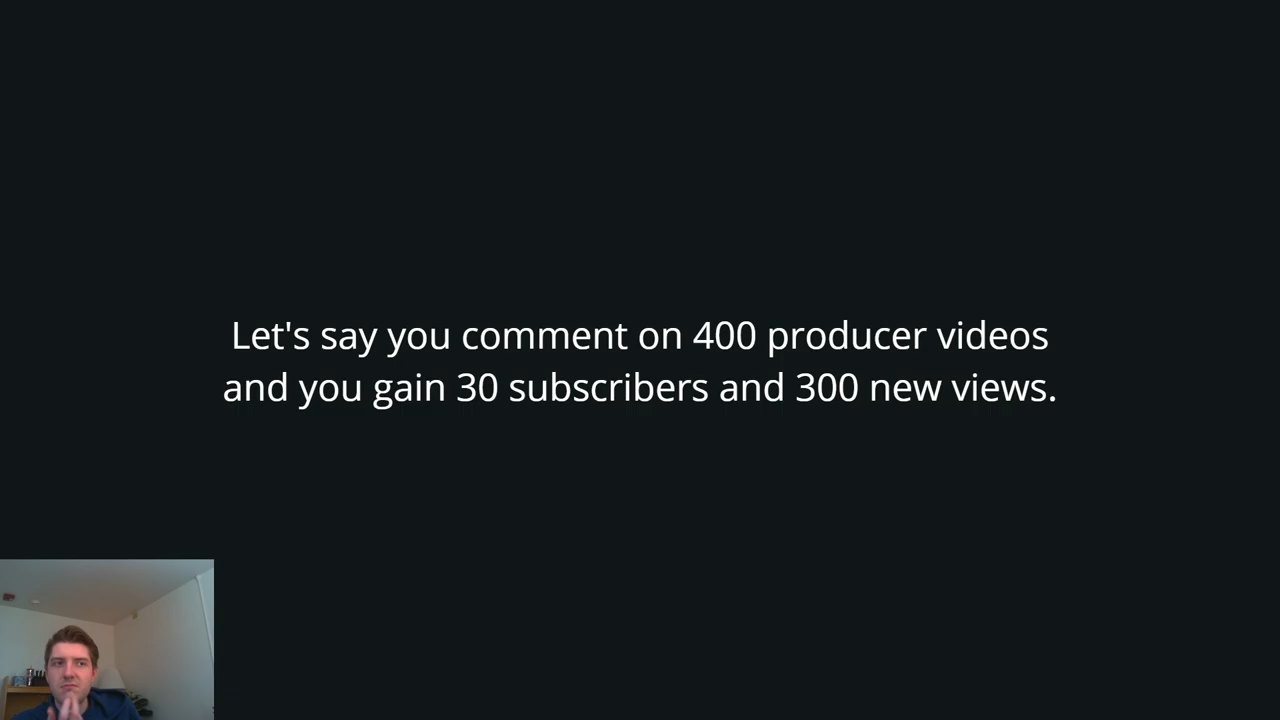 Let's say you comment on 400 producer videos
and you gain 30 subscribers and 300 new views.